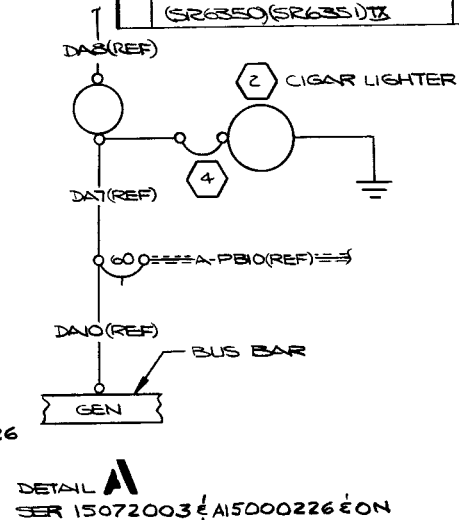 (SR6350)(SR6351)TX
DA8(REF)
2 CIGAR LIGHTER
4
DA7(REF)
60 A-PB10(REF)
DA10(REF)
BUS BAR
GEN
26
DETAIL A
SER 15072003 & A15000226 & ON